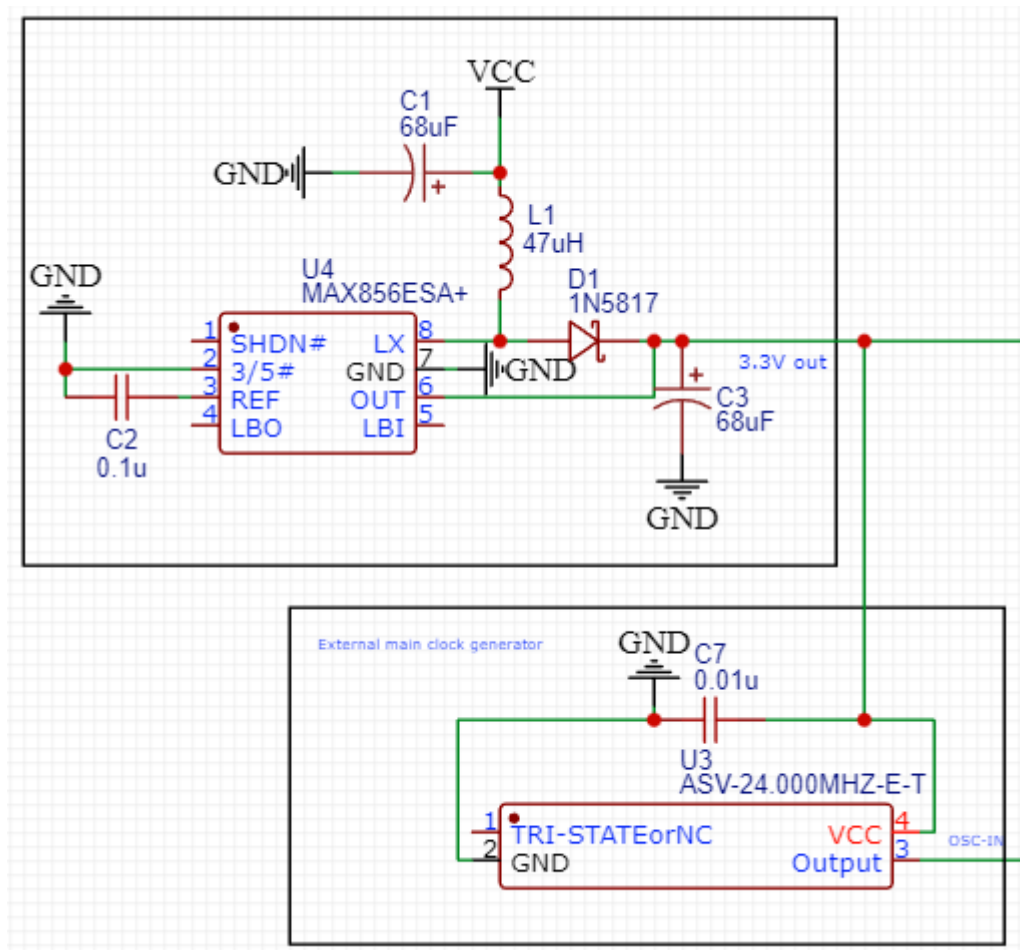 VCC
C1
68uF
GND
L1
47uH
GND
U4
MAX856ESA+
D1
1N5817
1
SHDN#
LX
8
2
3/5#
GND
7
GND
3
REF
OUT
6
4
LBO
LBI
5
3.3V out
C2
0.1u
C3
68uF
GND
External main clock generator
GND
C7
0.01u
U3
ASV-24.000MHZ-E-T
1
TRI-STATEorNC
VCC
4
2
GND
Output
3
OSC-IN